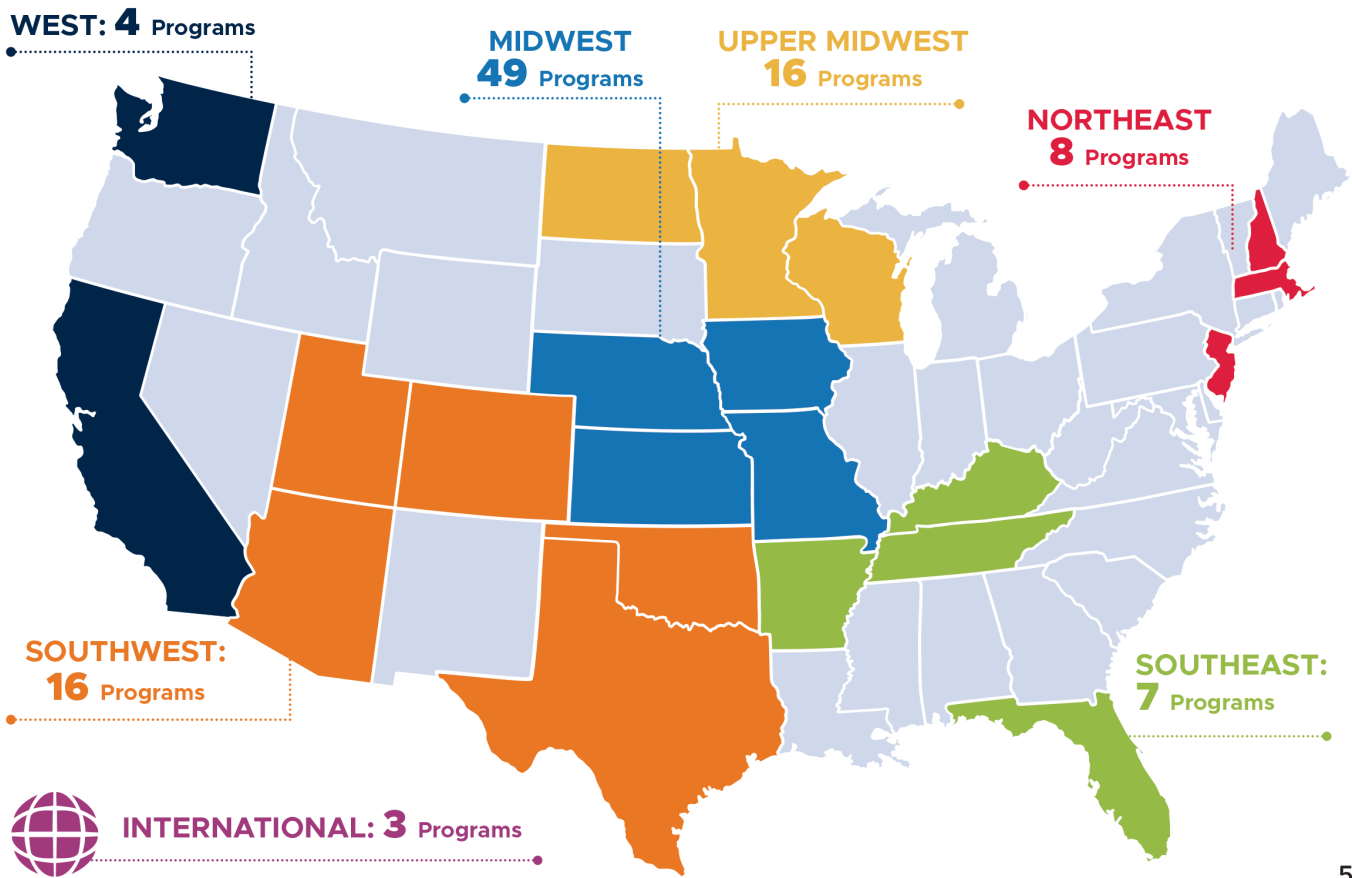 WEST: 4 Programs
MIDWEST
49 Programs
UPPER MIDWEST
16 Programs
NORTHEAST
8 Programs
SOUTHWEST:
16 Programs
SOUTHEAST:
7 Programs
INTERNATIONAL: 3 Programs
5